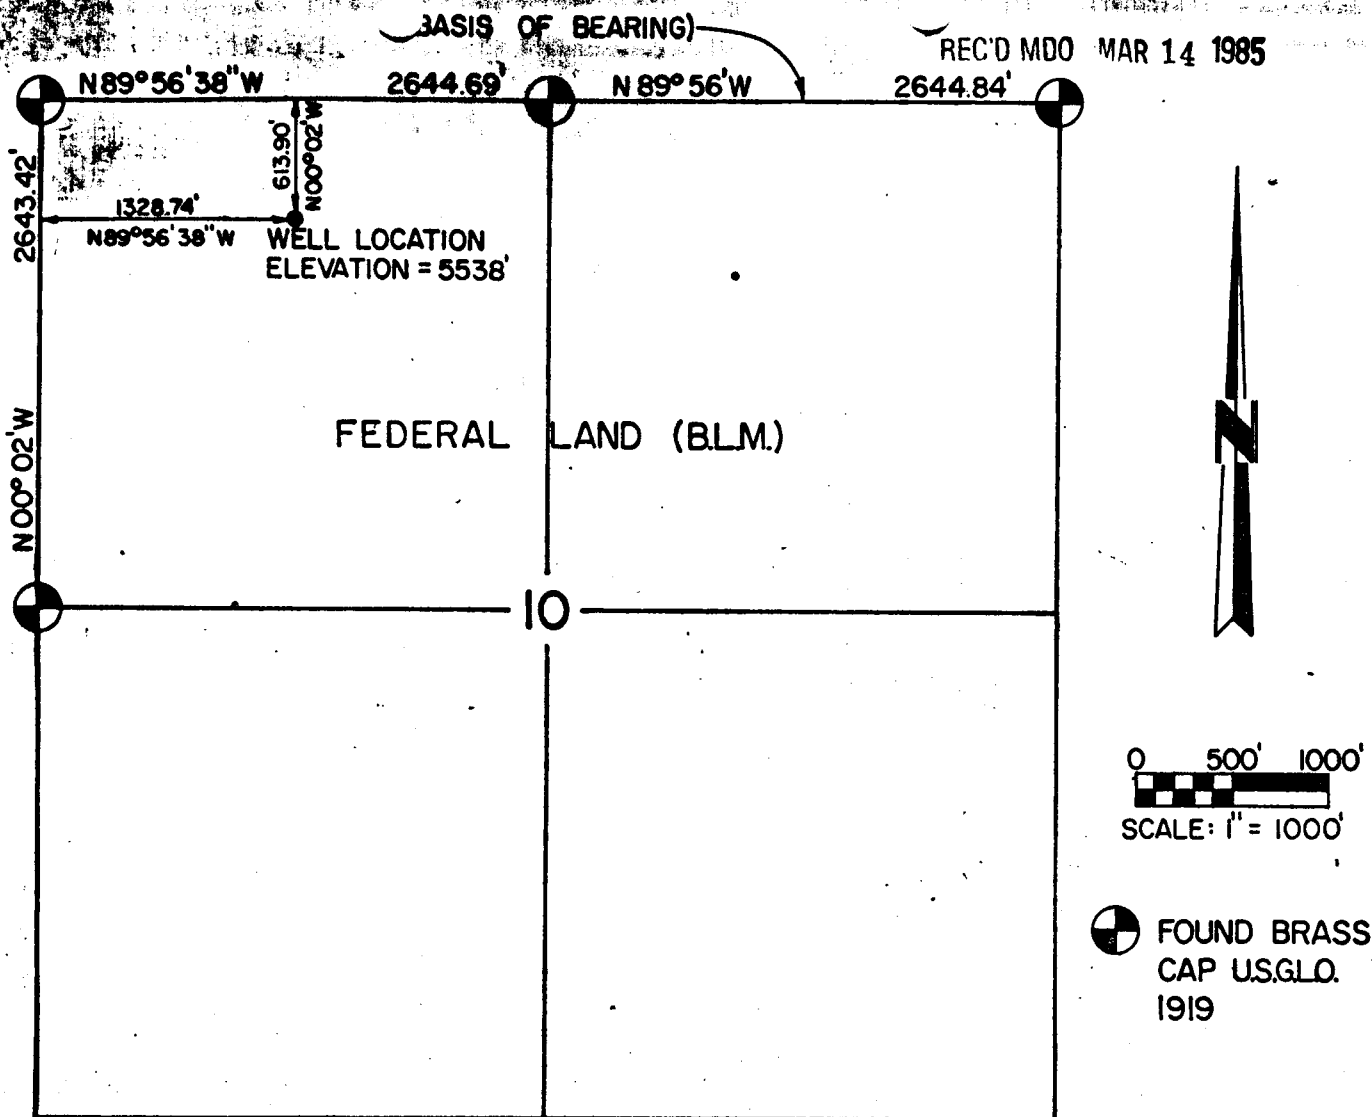 BASIS OF BEARING)
REC'D MDO MAR 14 1985
N89°56'38"W 2644.69' N89°56'W 2644.84'
2643.42'
N00°02'W
613.90'
N00°02'W
1328.74'
N89°56'38"W
WELL LOCATION
ELEVATION = 5538'
FEDERAL LAND (B.L.M.)
N
10
0 500' 1000'
SCALE: 1" = 1000'
FOUND BRASS
CAP U.S.G.L.O.
1919